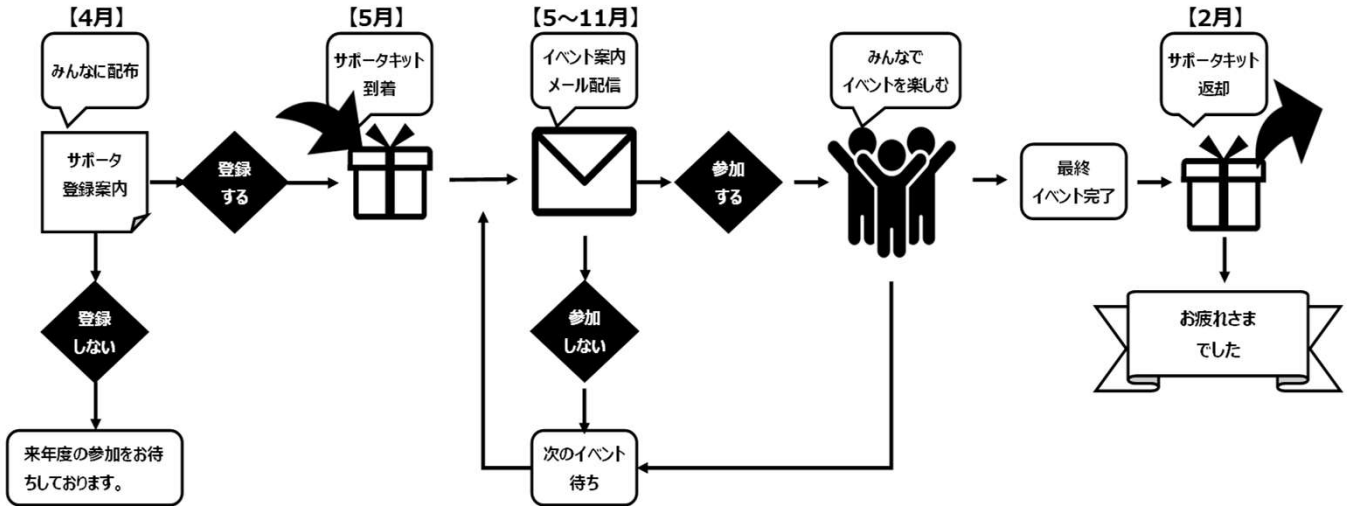 【4月】
みんなに配布
サポータ
登録案内
登録
する
登録
しない
来年度の参加をお待
ちしております。
【5月】
サポータキット
到着
【5～11月】
イベント案内
メール配信
参加
する
参加
しない
次のイベント
待ち
みんなで
イベントを楽しむ
最終
イベント完了
【2月】
サポータキット
返却
お疲れさま
でした